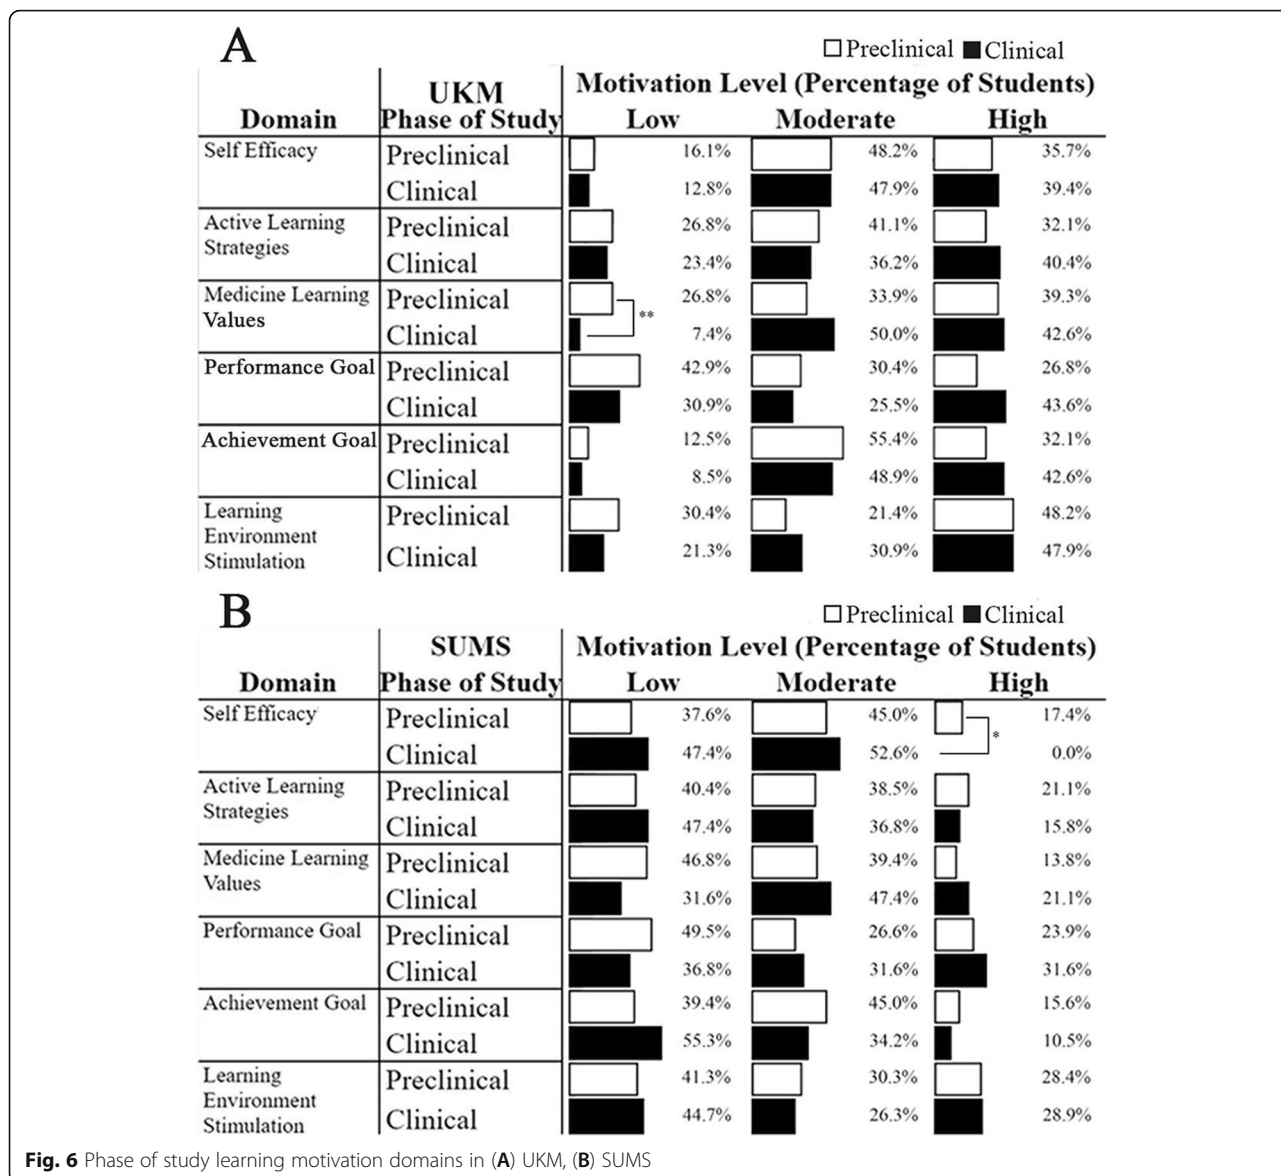 A
Preclinical Clinical
UKM Motivation Level (Percentage of Students)
Domain Phase of Study Low Moderate High
Self Efficacy Preclinical 16.1% 48.2% 35.7%
Clinical 12.8% 47.9% 39.4%
Active Learning Strategies Preclinical 26.8% 41.1% 32.1%
Clinical 23.4% 36.2% 40.4%
Medicine Learning Values Preclinical 26.8% 33.9% 39.3%
**
Clinical 7.4% 50.0% 42.6%
Performance Goal Preclinical 42.9% 30.4% 26.8%
Clinical 30.9% 25.5% 43.6%
Achievement Goal Preclinical 12.5% 55.4% 32.1%
Clinical 8.5% 48.9% 42.6%
Learning Environment Stimulation Preclinical 30.4% 21.4% 48.2%
Clinical 21.3% 30.9% 47.9%
B
Preclinical Clinical
SUMS Motivation Level (Percentage of Students)
Domain Phase of Study Low Moderate High
Self Efficacy Preclinical 37.6% 45.0% 17.4%
*
Clinical 47.4% 52.6% 0.0%
Active Learning Strategies Preclinical 40.4% 38.5% 21.1%
Clinical 47.4% 36.8% 15.8%
Medicine Learning Values Preclinical 46.8% 39.4% 13.8%
Clinical 31.6% 47.4% 21.1%
Performance Goal Preclinical 49.5% 26.6% 23.9%
Clinical 36.8% 31.6% 31.6%
Achievement Goal Preclinical 39.4% 45.0% 15.6%
Clinical 55.3% 34.2% 10.5%
Learning Environment Stimulation Preclinical 41.3% 30.3% 28.4%
Clinical 44.7% 26.3% 28.9%
Fig. 6 Phase of study learning motivation domains in (A) UKM, (B) SUMS